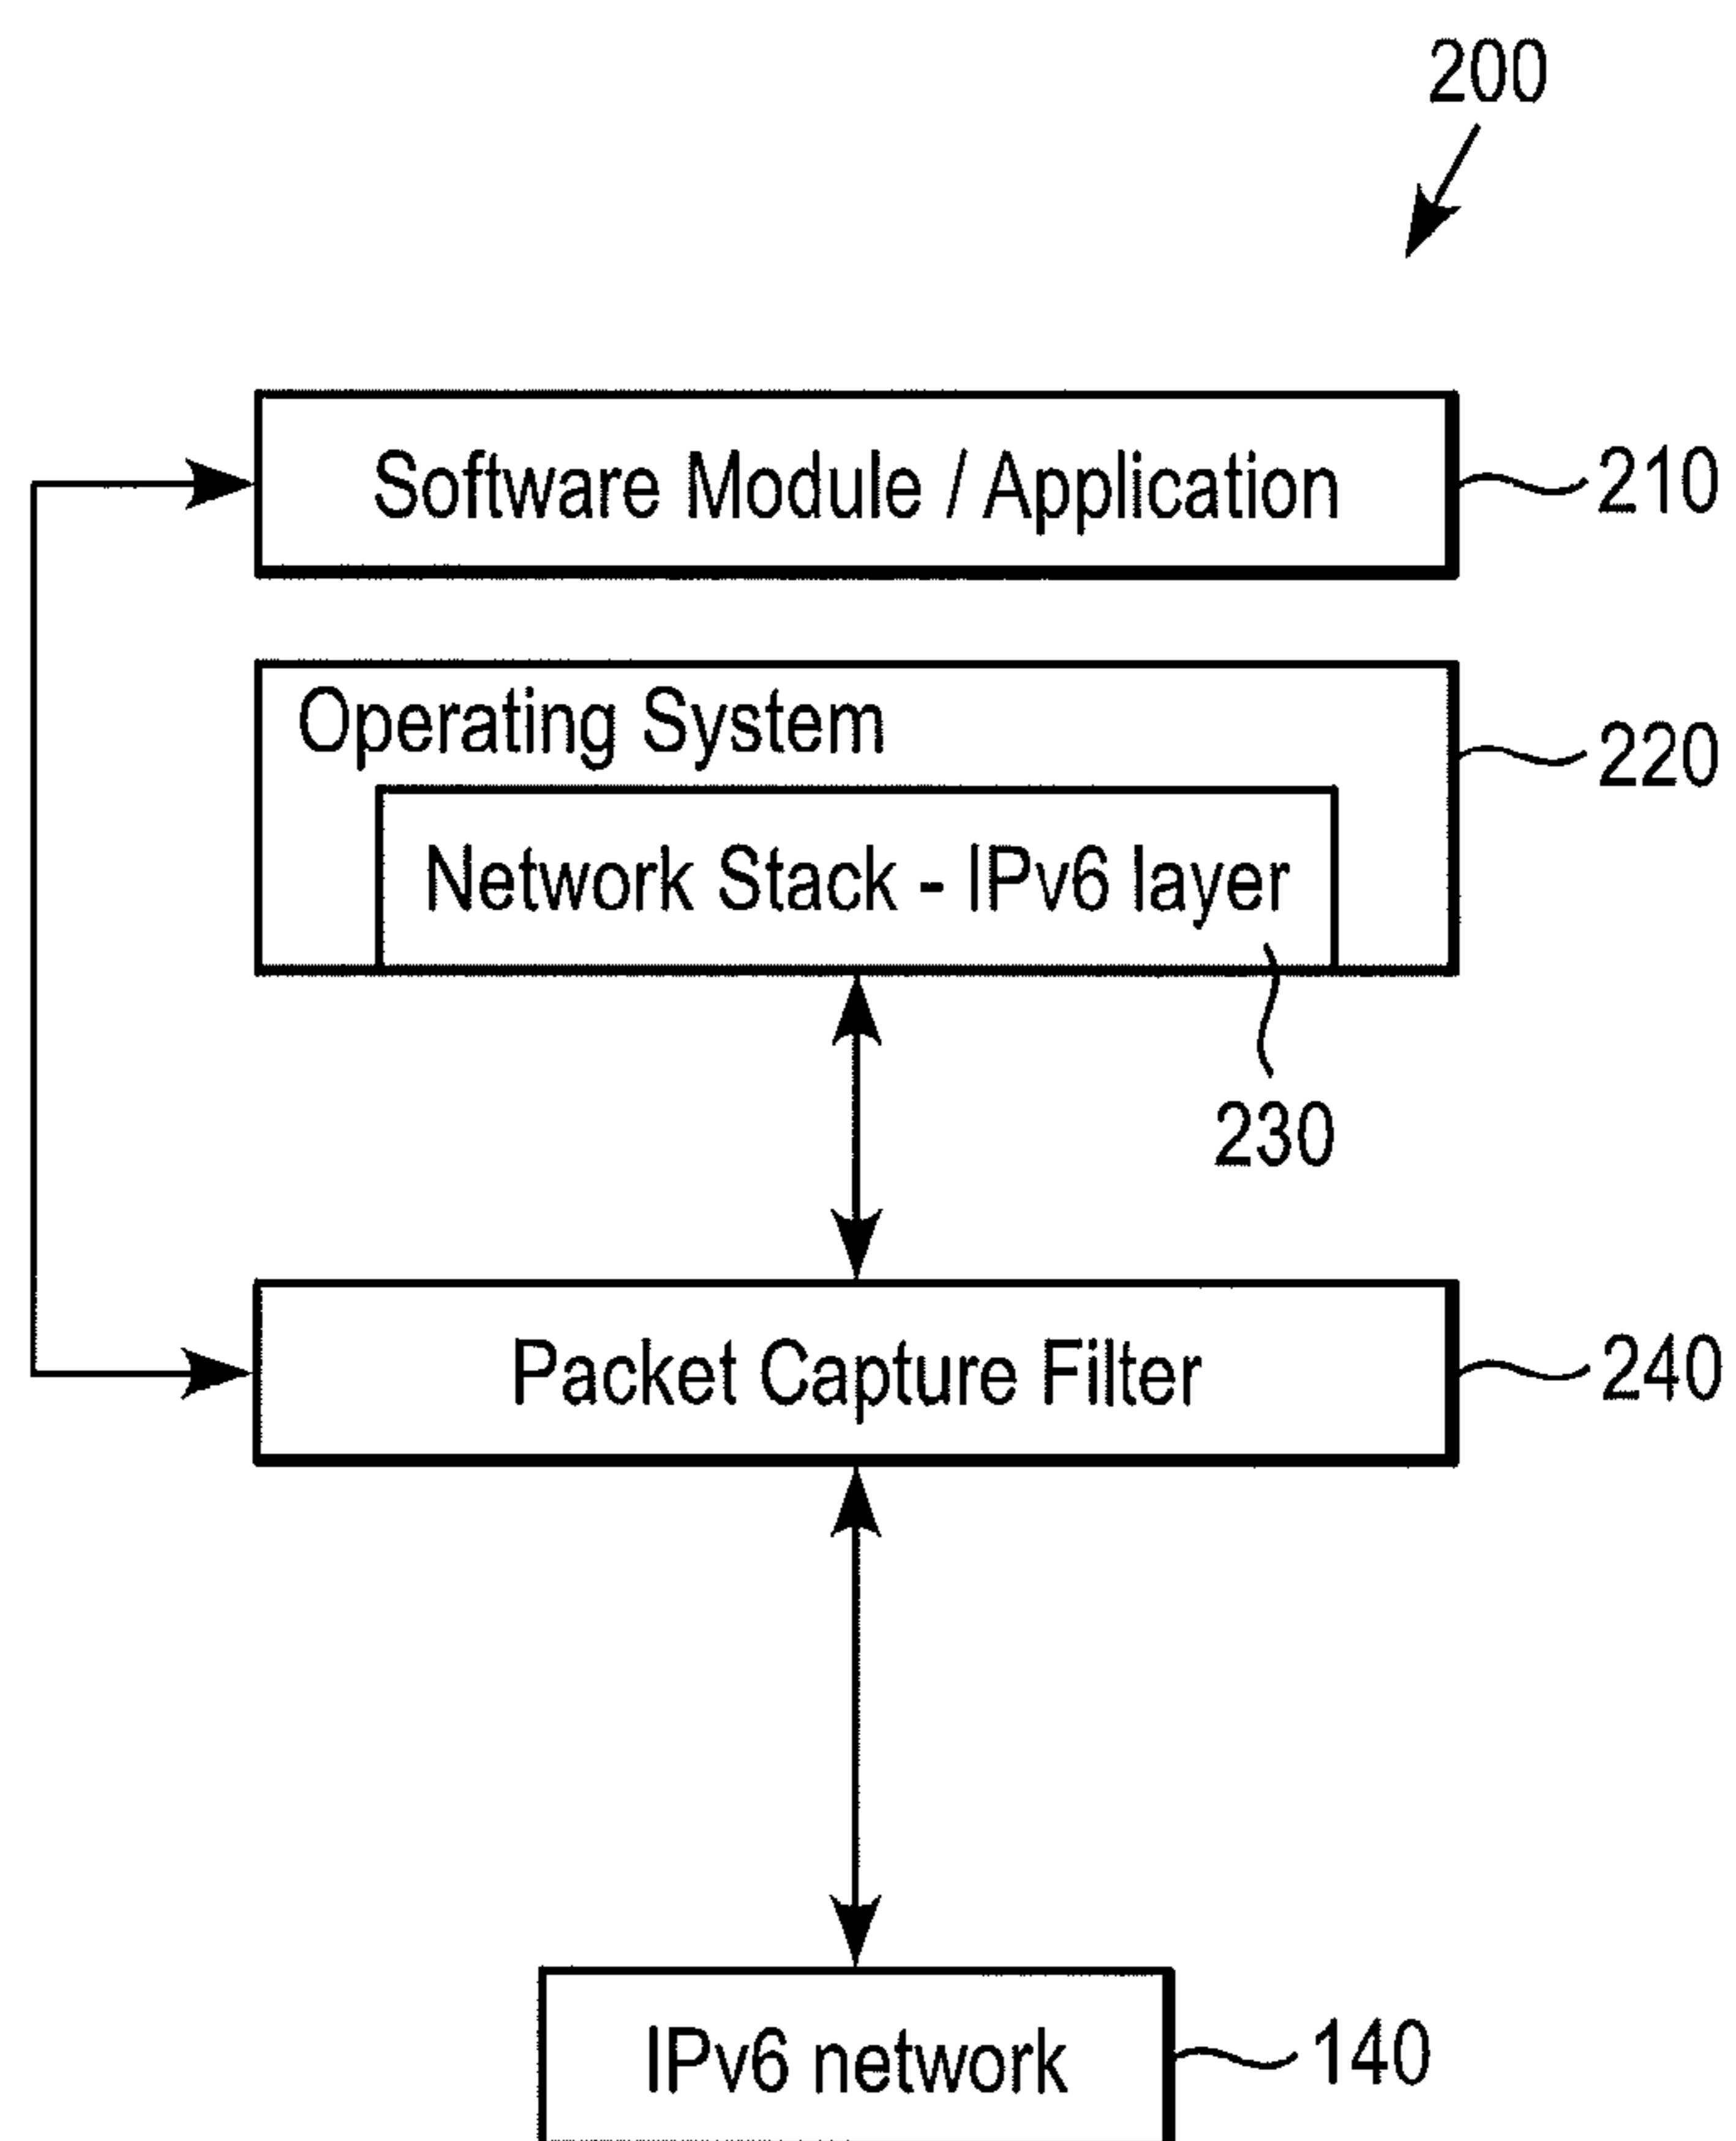 200
Software Module / Application
210
Operating System
220
Network Stack - IPv6 layer
230
Packet Capture Filter
240
IPv6 network
140